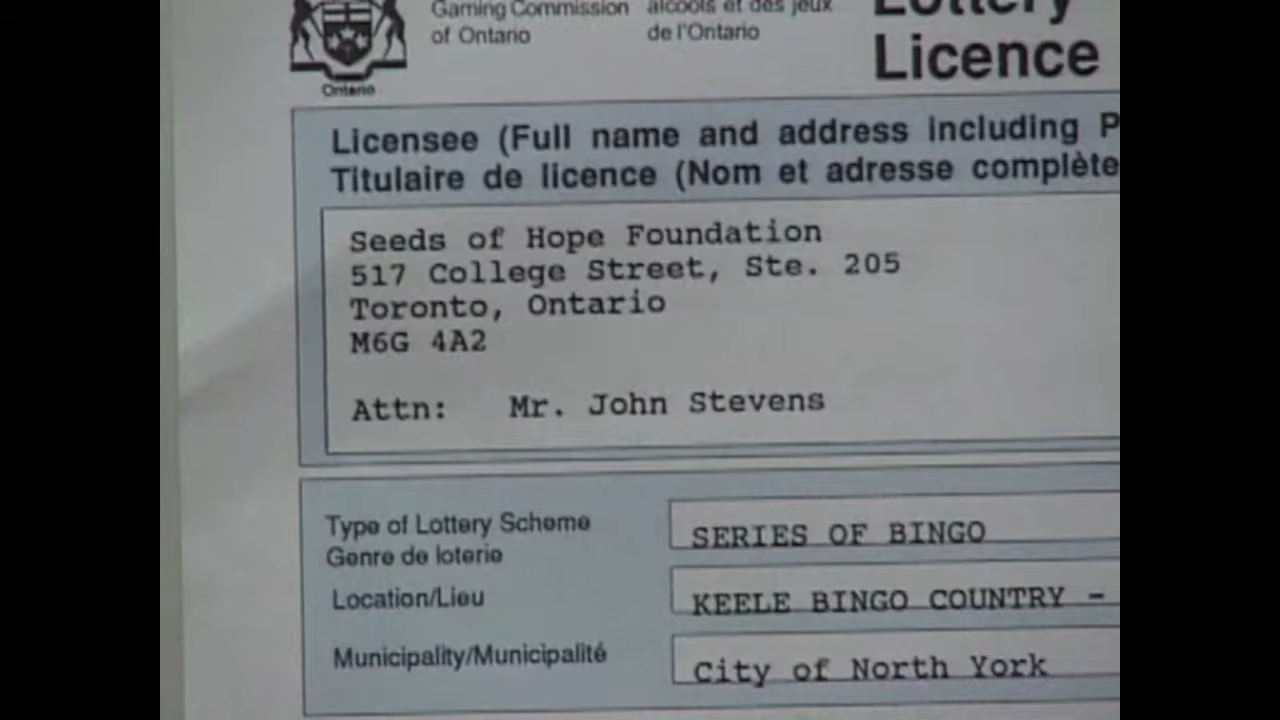 Gaming Commission
of Ontario
alcools et des jeux
de l'Ontario
Lottery
Licence
Ontario
Licensee (Full name and address including P
Titulaire de licence (Nom et adresse complète
Seeds of Hope Foundation
517 College Street, Ste. 205
Toronto, Ontario
M6G 4A2
Attn: Mr. John Stevens
Type of Lottery Scheme
Genre de loterie
SERIES OF BINGO
Location/Lieu
KEELE BINGO COUNTRY -
Municipality/Municipalité
City of North York